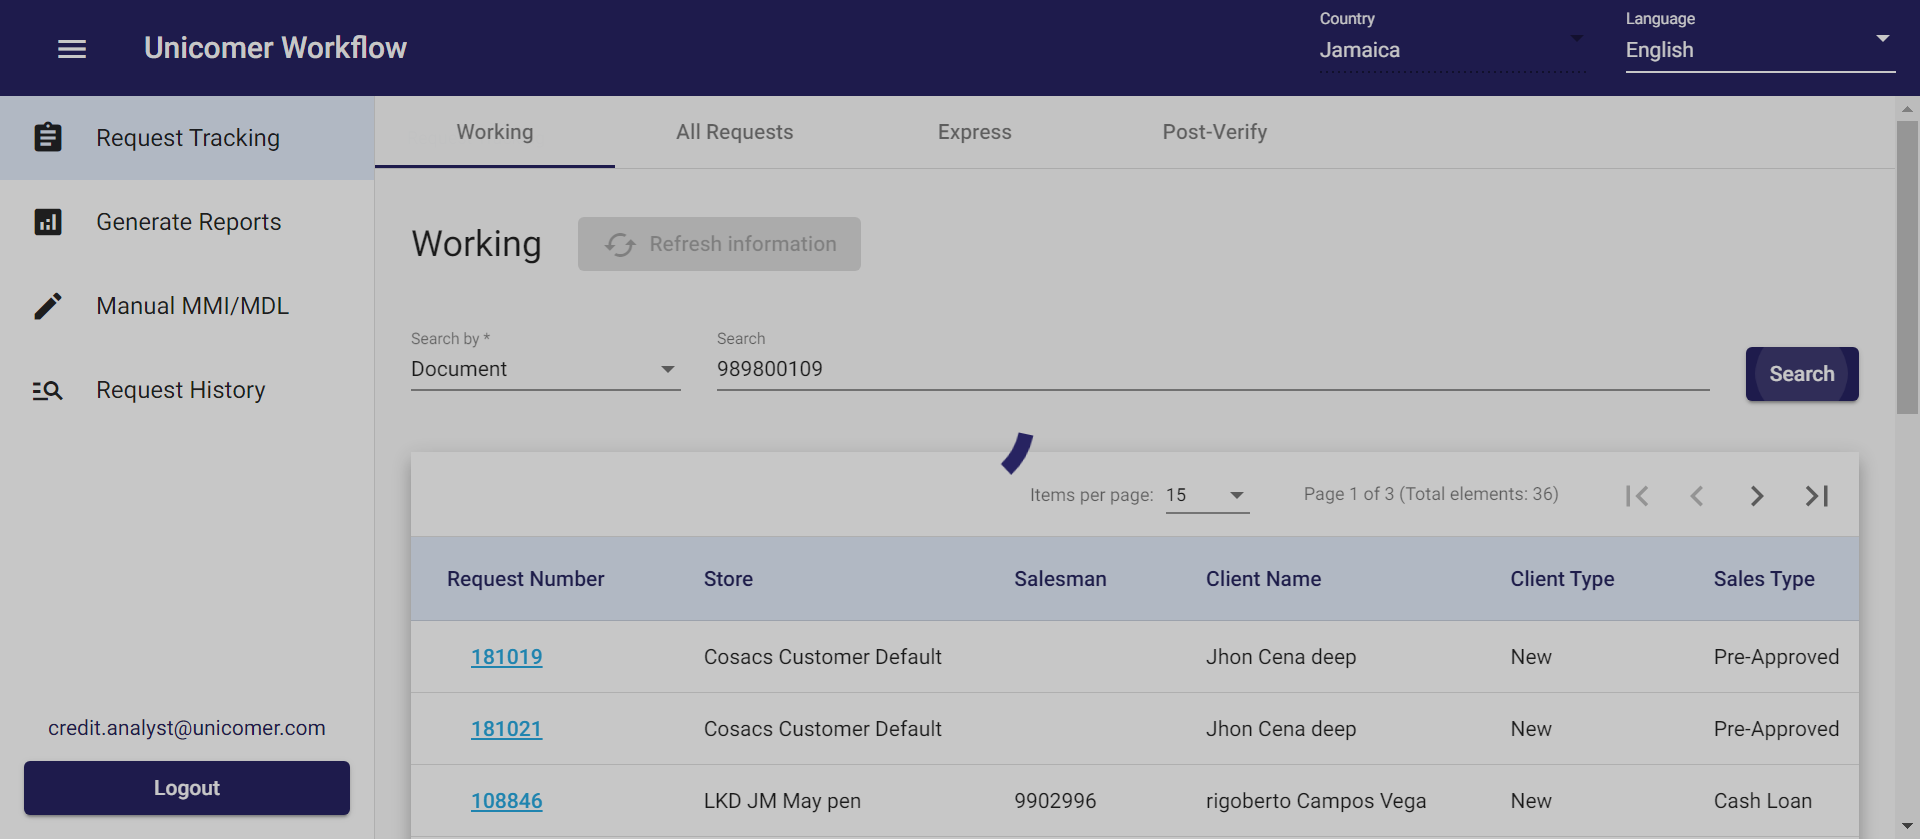 Unicomer Workflow
Country
Jamaica
Language
English
Request Tracking
Generate Reports
Manual MMI/MDL
Request History
credit.analyst@unicomer.com
Logout
Working All Requests Express Post-Verify
Working Refresh information
Search by *
Document
Search
989800109
Search
Items per page: 15 Page 1 of 3 (Total elements: 36)
Request Number Store Salesman Client Name Client Type Sales Type
181019 Cosacs Customer Default Jhon Cena deep New Pre-Approved
181021 Cosacs Customer Default Jhon Cena deep New Pre-Approved
108846 LKD JM May pen 9902996 rigoberto Campos Vega New Cash Loan